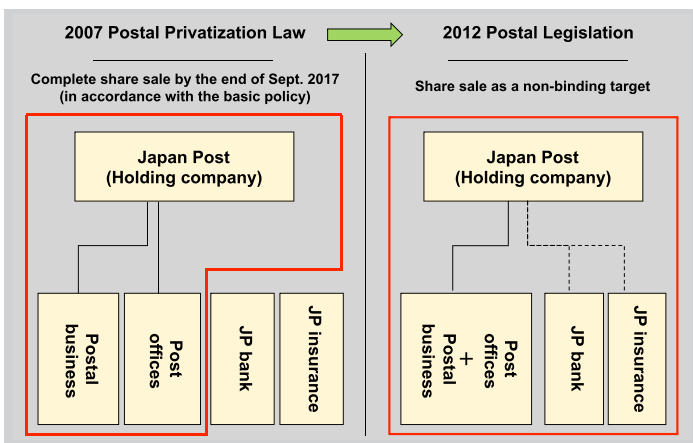 2007 Postal Privatization Law
2012 Postal Legislation
Complete share sale by the end of Sept. 2017
(in accordance with the basic policy)
Share sale as a non-binding target
Japan Post
(Holding company)
Japan Post
(Holding company)
Postal
business
Post
offices
JP bank
JP insurance
Post
offices
+
Postal
business
JP bank
JP insurance